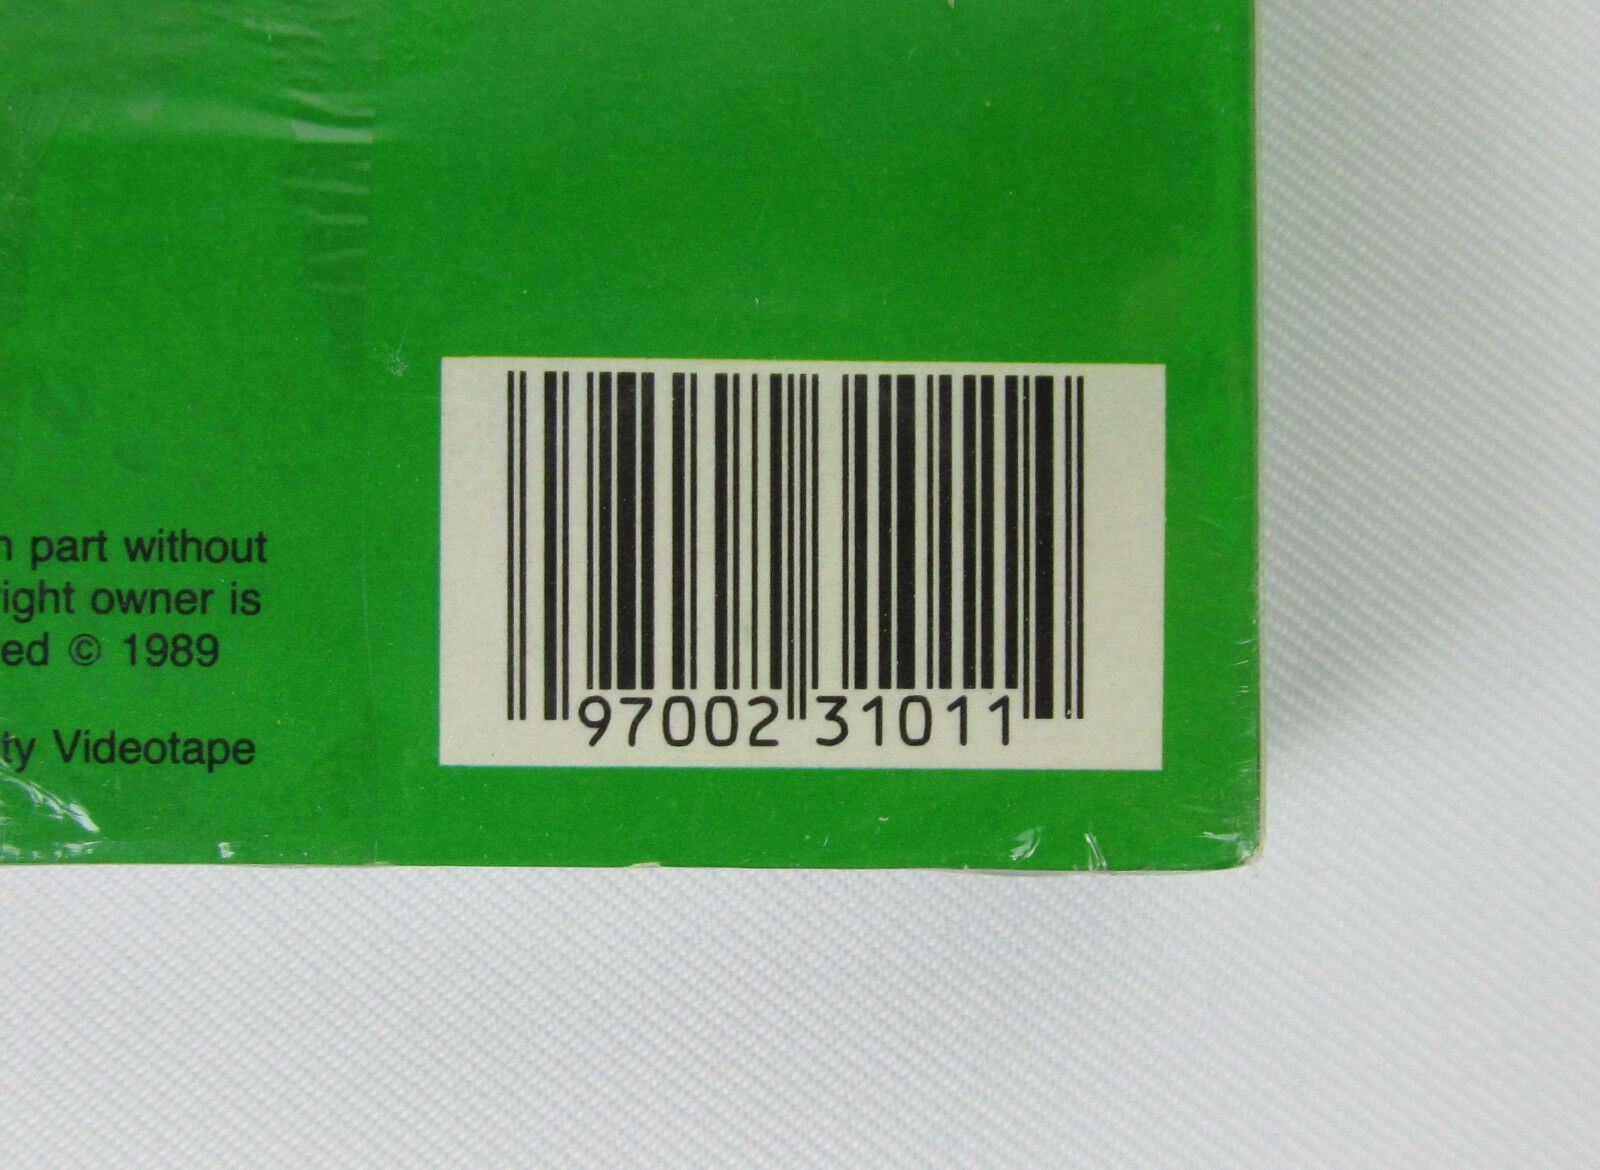 n part without
right owner is
ed © 1989
ty Videotape
97002 31011